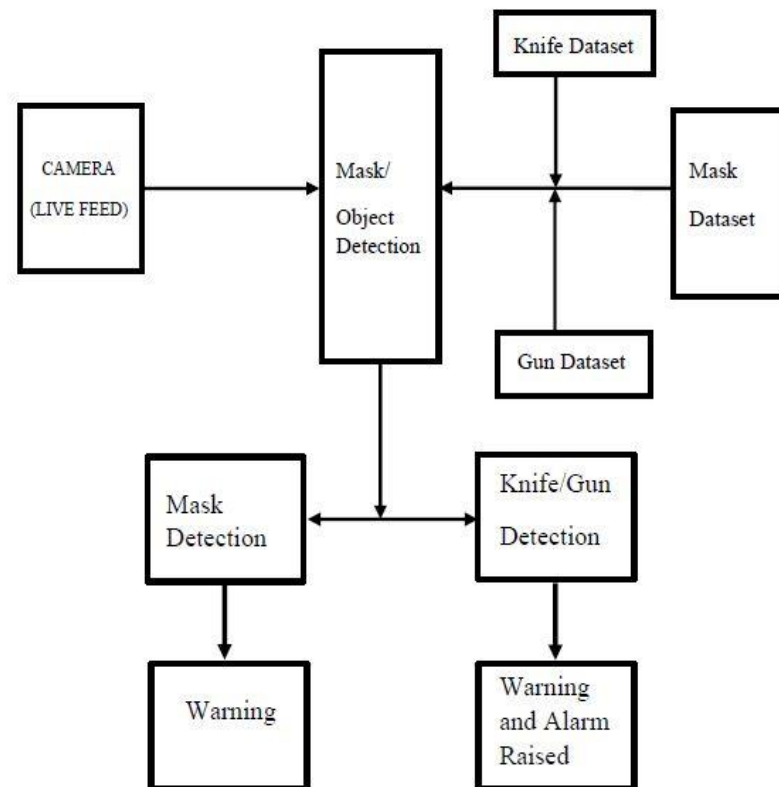 Knife Dataset
CAMERA
(LIVE FEED)
Mask/
Object
Detection
Mask
Dataset
Gun Dataset
Mask
Detection
Knife/Gun
Detection
Warning
Warning
and Alarm
Raised